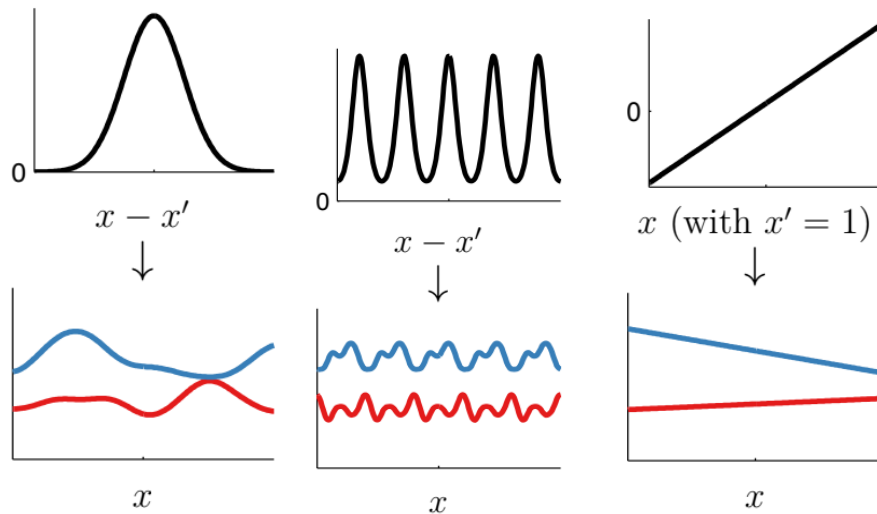 0
x − x′
↓
x
0
x − x′
↓
x
0
x (with x′ = 1)
↓
x